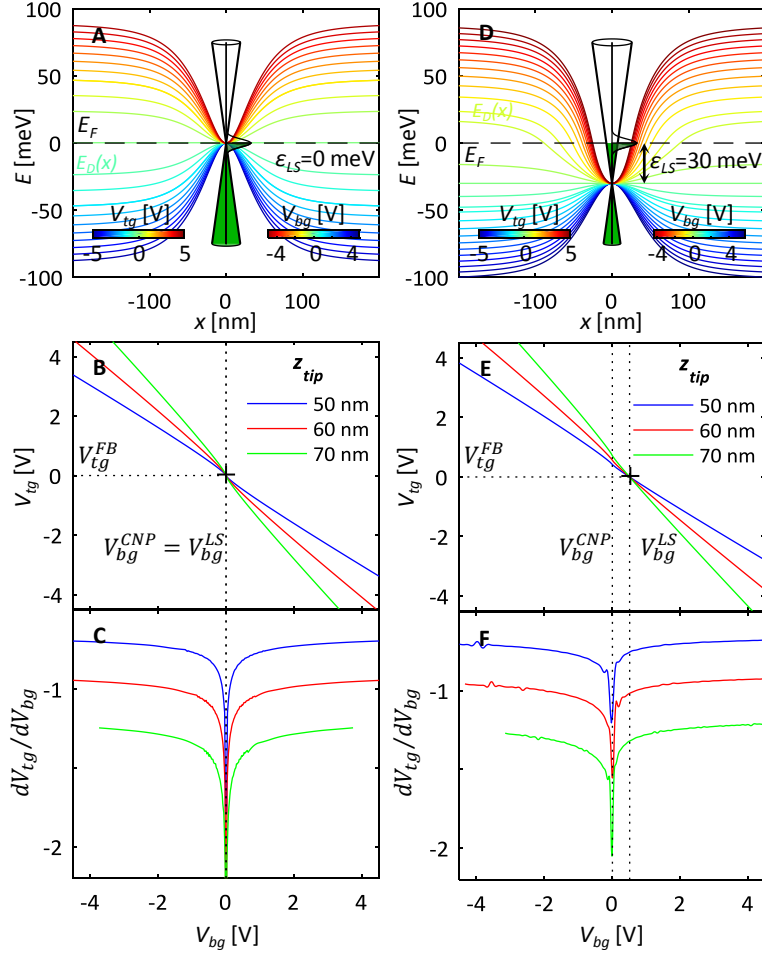 A
E [meV]
100
50
0
-50
-100
E_F
E_D(x)
ε_LS=0 meV
V_tg [V]
-5 0 5
V_bg [V]
-4 0 4
-100 0 100
x [nm]
D
E [meV]
100
50
0
-50
-100
E_D(x)
E_F
ε_LS=30 meV
V_tg [V]
-5 0 5
V_bg [V]
-4 0 4
-100 0 100
x [nm]
B
V_tg [V]
4
2
0
-2
-4
z_tip
50 nm
60 nm
70 nm
V_tg^FB
V_bg^CNP = V_bg^LS
E
V_tg [V]
4
2
0
-2
-4
z_tip
50 nm
60 nm
70 nm
V_tg^FB
V_bg^CNP
V_bg^LS
C
dV_tg/dV_bg
-1
-2
-4 -2 0 2 4
V_bg [V]
F
dV_tg/dV_bg
-1
-2
-4 -2 0 2 4
V_bg [V]